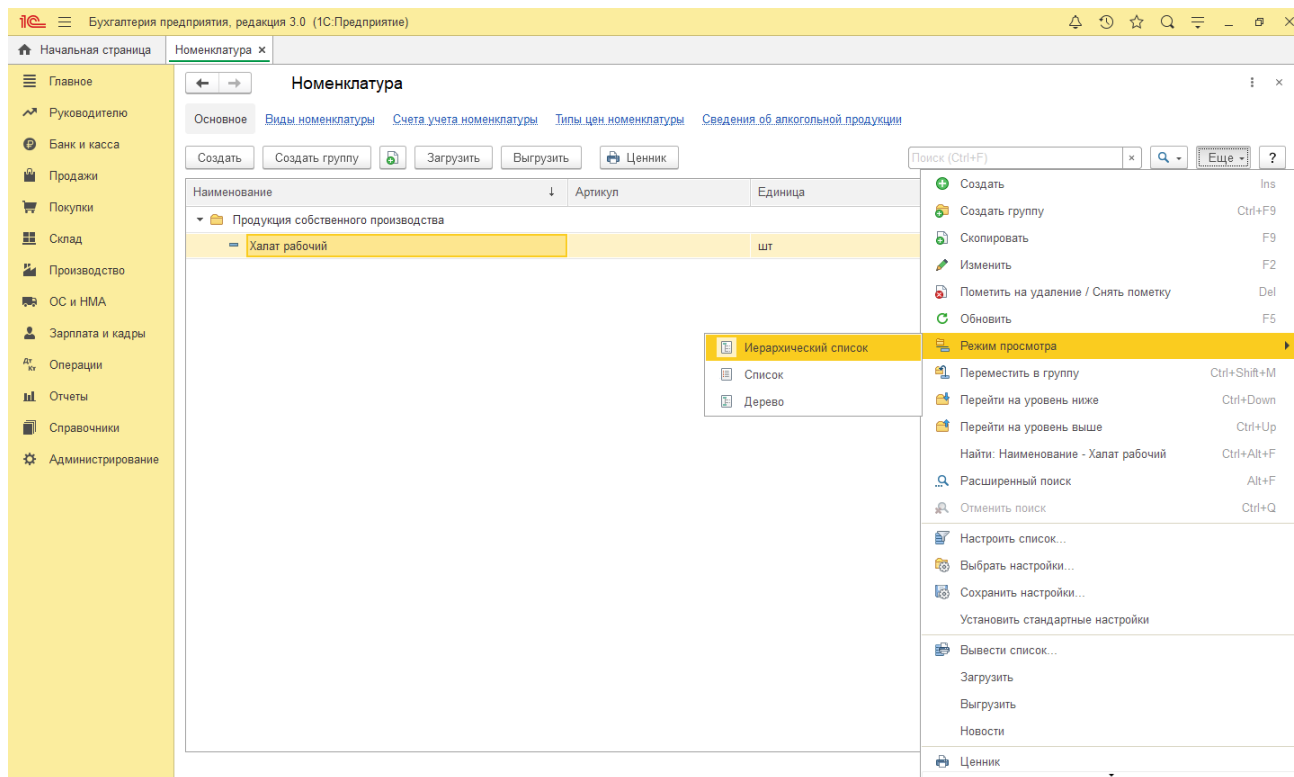 1С Бухгалтерия предприятия, редакция 3.0 (1С:Предприятие)
Начальная страница
Номенклатура ×
Главное
Руководителю
Банк и касса
Продажи
Покупки
Склад
Производство
ОС и НМА
Зарплата и кадры
Дт Кт Операции
Отчеты
Справочники
Администрирование
Номенклатура
Основное Виды номенклатуры Счета учета номенклатуры Типы цен номенклатуры Сведения об алкогольной продукции
Создать Создать группу Загрузить Выгрузить Ценник Поиск (Ctrl+F) × Еще ?
Наименование ↓ Артикул Единица
Продукция собственного производства
Халат рабочий шт
Иерархический список
Список
Дерево
Создать Ins
Создать группу Ctrl+F9
Скопировать F9
Изменить F2
Пометить на удаление / Снять пометку Del
Обновить F5
Режим просмотра
Переместить в группу Ctrl+Shift+M
Перейти на уровень ниже Ctrl+Down
Перейти на уровень выше Ctrl+Up
Найти: Наименование - Халат рабочий Ctrl+Alt+F
Расширенный поиск Alt+F
Отменить поиск Ctrl+Q
Настроить список...
Выбрать настройки...
Сохранить настройки...
Установить стандартные настройки
Вывести список...
Загрузить
Выгрузить
Новости
Ценник